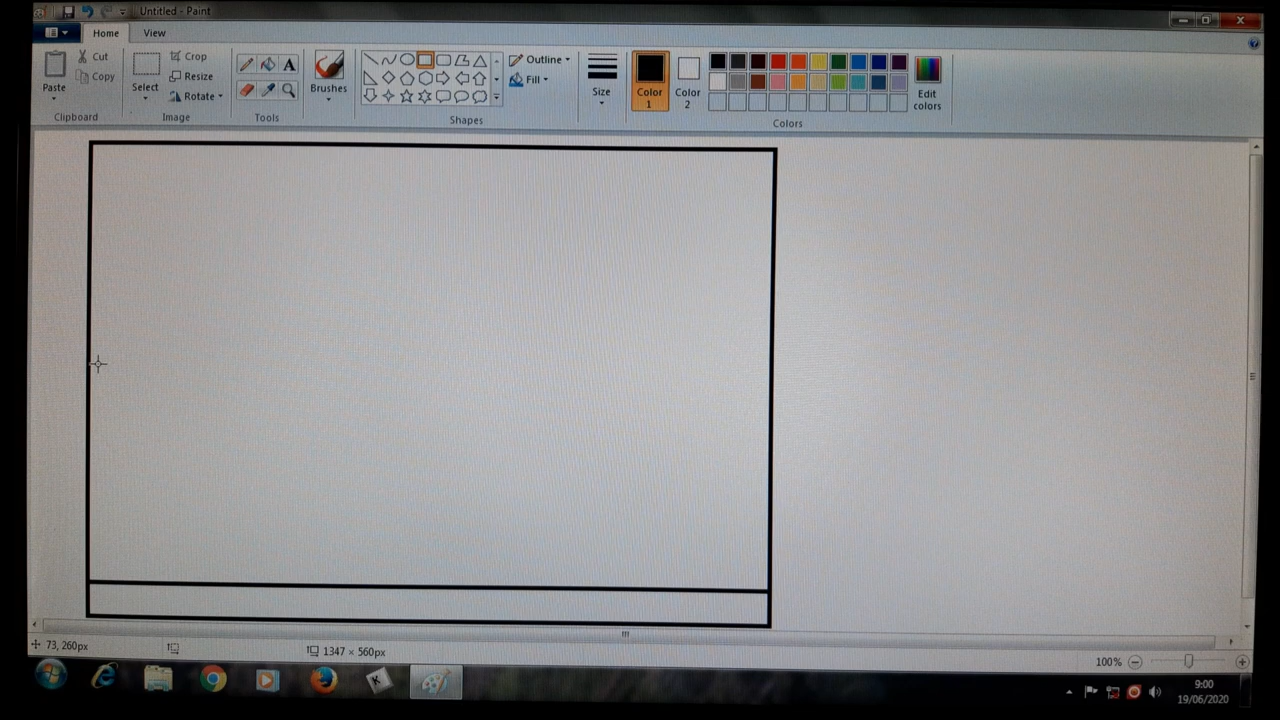 Untitled - Paint
Home View
Paste
Cut
Copy
Clipboard
Select
Crop
Resize
Rotate
Image
A
Tools
Brushes
Outline
Fill
Shapes
Size
Color 1
Color 2
Edit colors
Colors
73, 260px
1347 × 560px
100%
K
9:00
19/06/2020